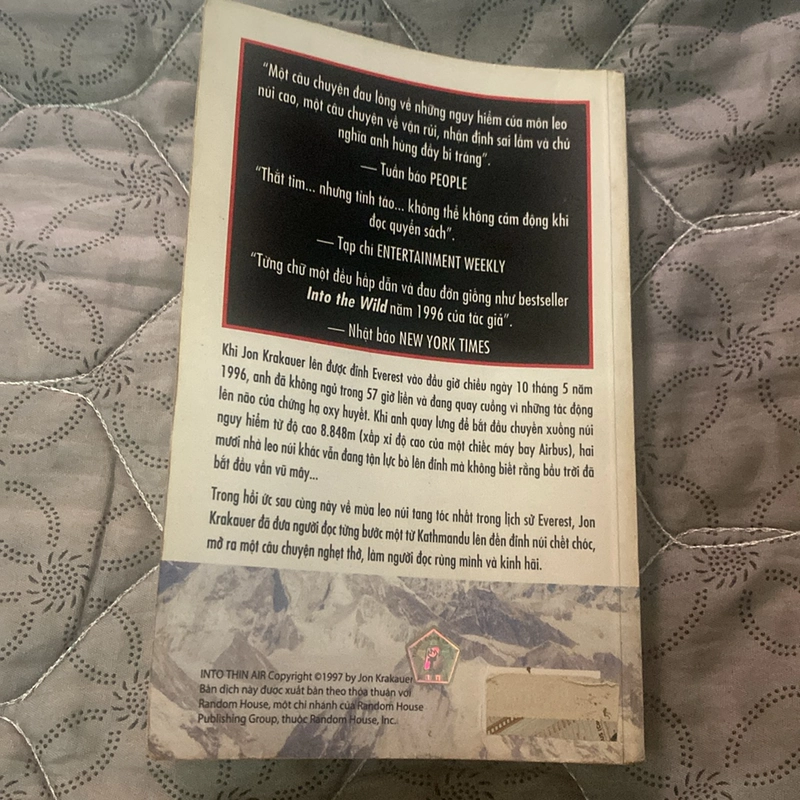 “Một câu chuyện đau lòng về những nguy hiểm của môn leo
núi cao, một câu chuyện về vận rủi, nhận định sai lầm và chủ
nghĩa anh hùng đầy bi tráng”.
— Tuần báo PEOPLE
“Thắt tim... nhưng tỉnh táo... không thể không cảm động khi
đọc quyển sách”.
— Tạp chí ENTERTAINMENT WEEKLY
“Từng chữ một đều hấp dẫn và đau đớn giống như bestseller
Into the Wild năm 1996 của tác giả”.
— Nhật báo NEW YORK TIMES
Khi Jon Krakauer lên được đỉnh Everest vào đầu giờ chiều ngày 10 tháng 5 năm
1996, anh đã không ngủ trong 57 giờ liền và đang quay cuồng vì những tác động
lên não của chứng hạ oxy huyết. Khi anh quay lưng để bắt đầu chuyến xuống núi
nguy hiểm từ độ cao 8.848m (xấp xỉ độ cao của một chiếc máy bay Airbus), hai
mươi nhà leo núi khác vẫn đang tận lực bò lên đỉnh mà không biết rằng bầu trời đã
bắt đầu vần vũ mây...
Trong hồi ức sau cùng này về mùa leo núi tang tóc nhất trong lịch sử Everest, Jon
Krakauer đã đưa người đọc từng bước một từ Kathmandu lên đến đỉnh núi chết chóc,
mở ra một câu chuyện nghẹt thở, làm người đọc rùng mình và kinh hãi.
INTO THIN AIR Copyright ©1997 by Jon Krakauer
Bản dịch này được xuất bản theo thỏa thuận với
Random House, một chi nhánh của Random House
Publishing Group, thuộc Random House, Inc.